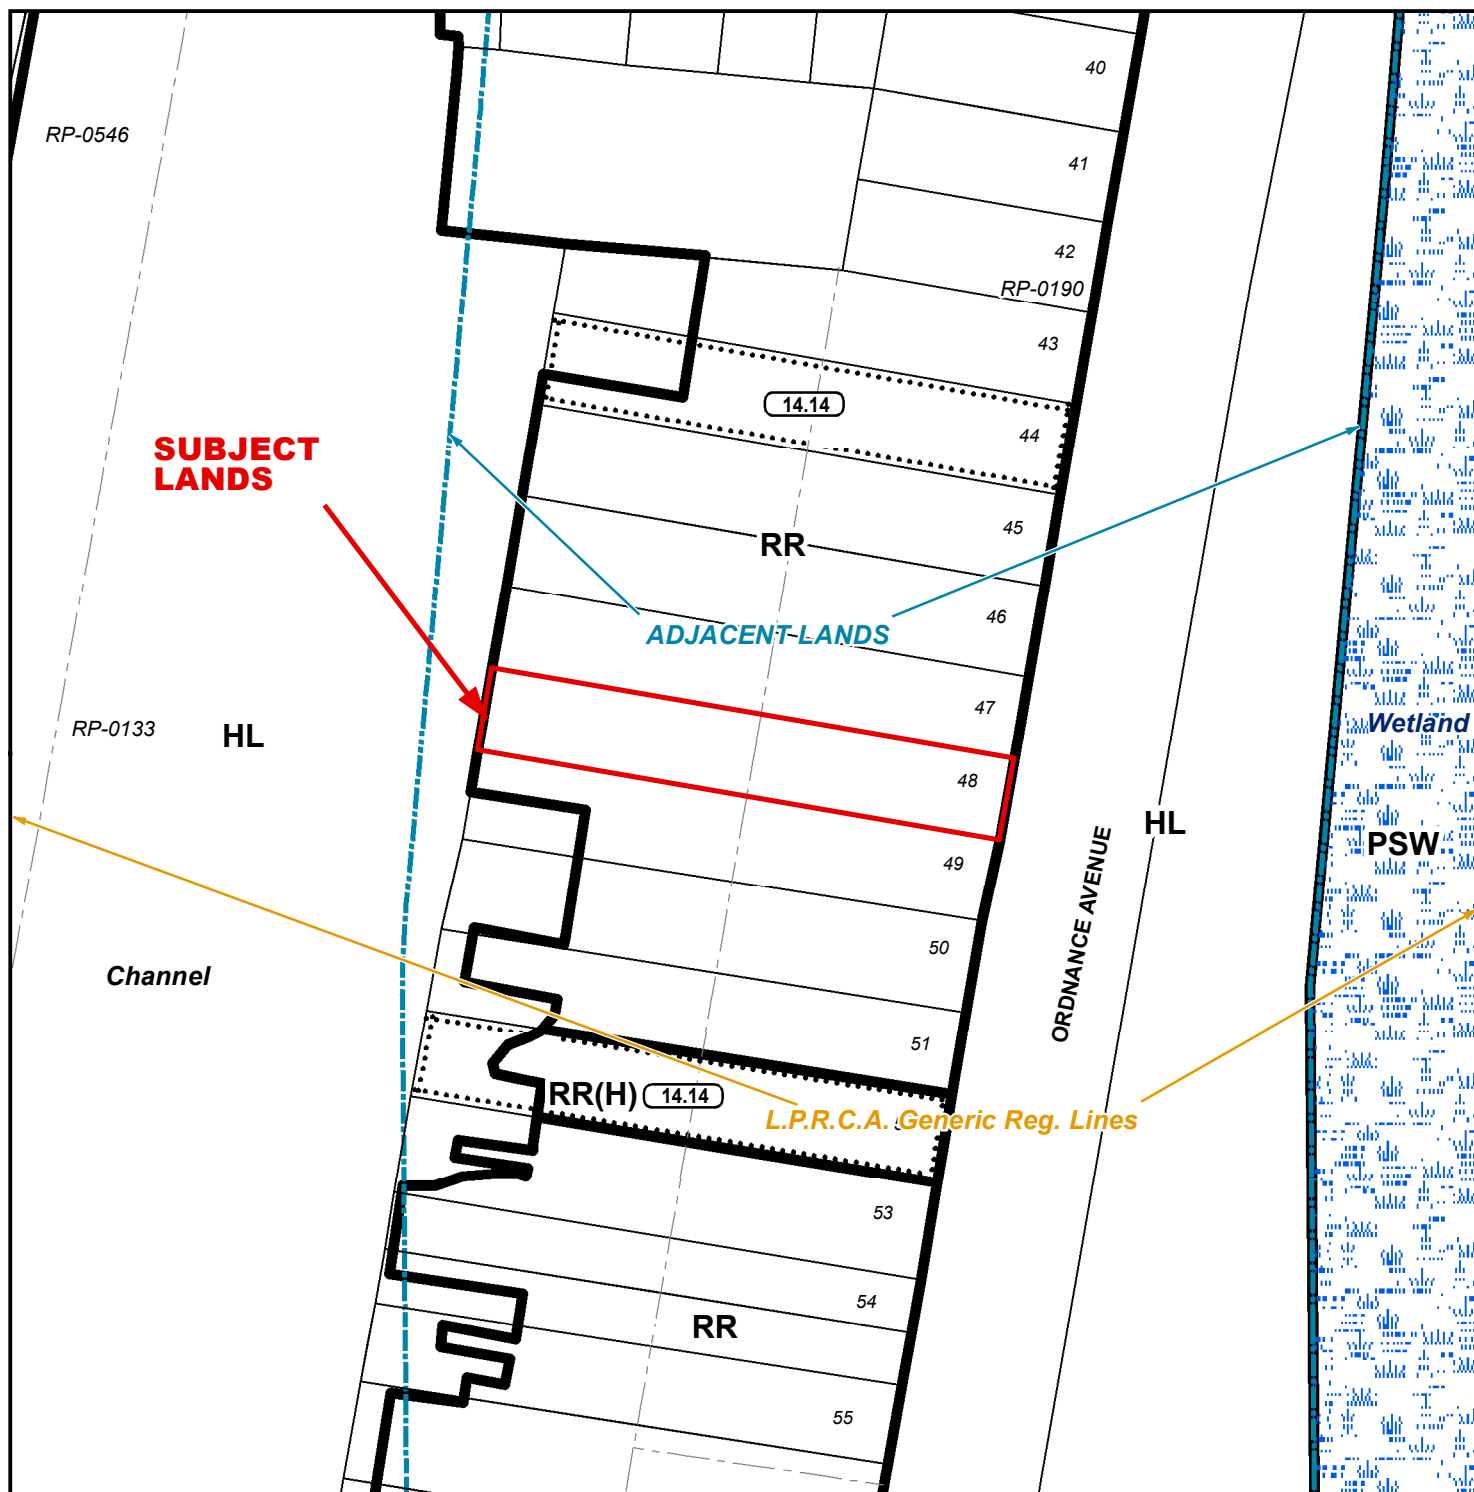 40
RP-0546
41
42
RP-0190
43
14.14
44
SUBJECT
LANDS
45
RR
46
ADJACENT LANDS
47
RP-0133
HL
Wetland
48
HL
PSW
ORDNANCE AVENUE
49
50
Channel
51
RR(H)
14.14
L.P.R.C.A. Generic Reg. Lines
53
54
RR
55